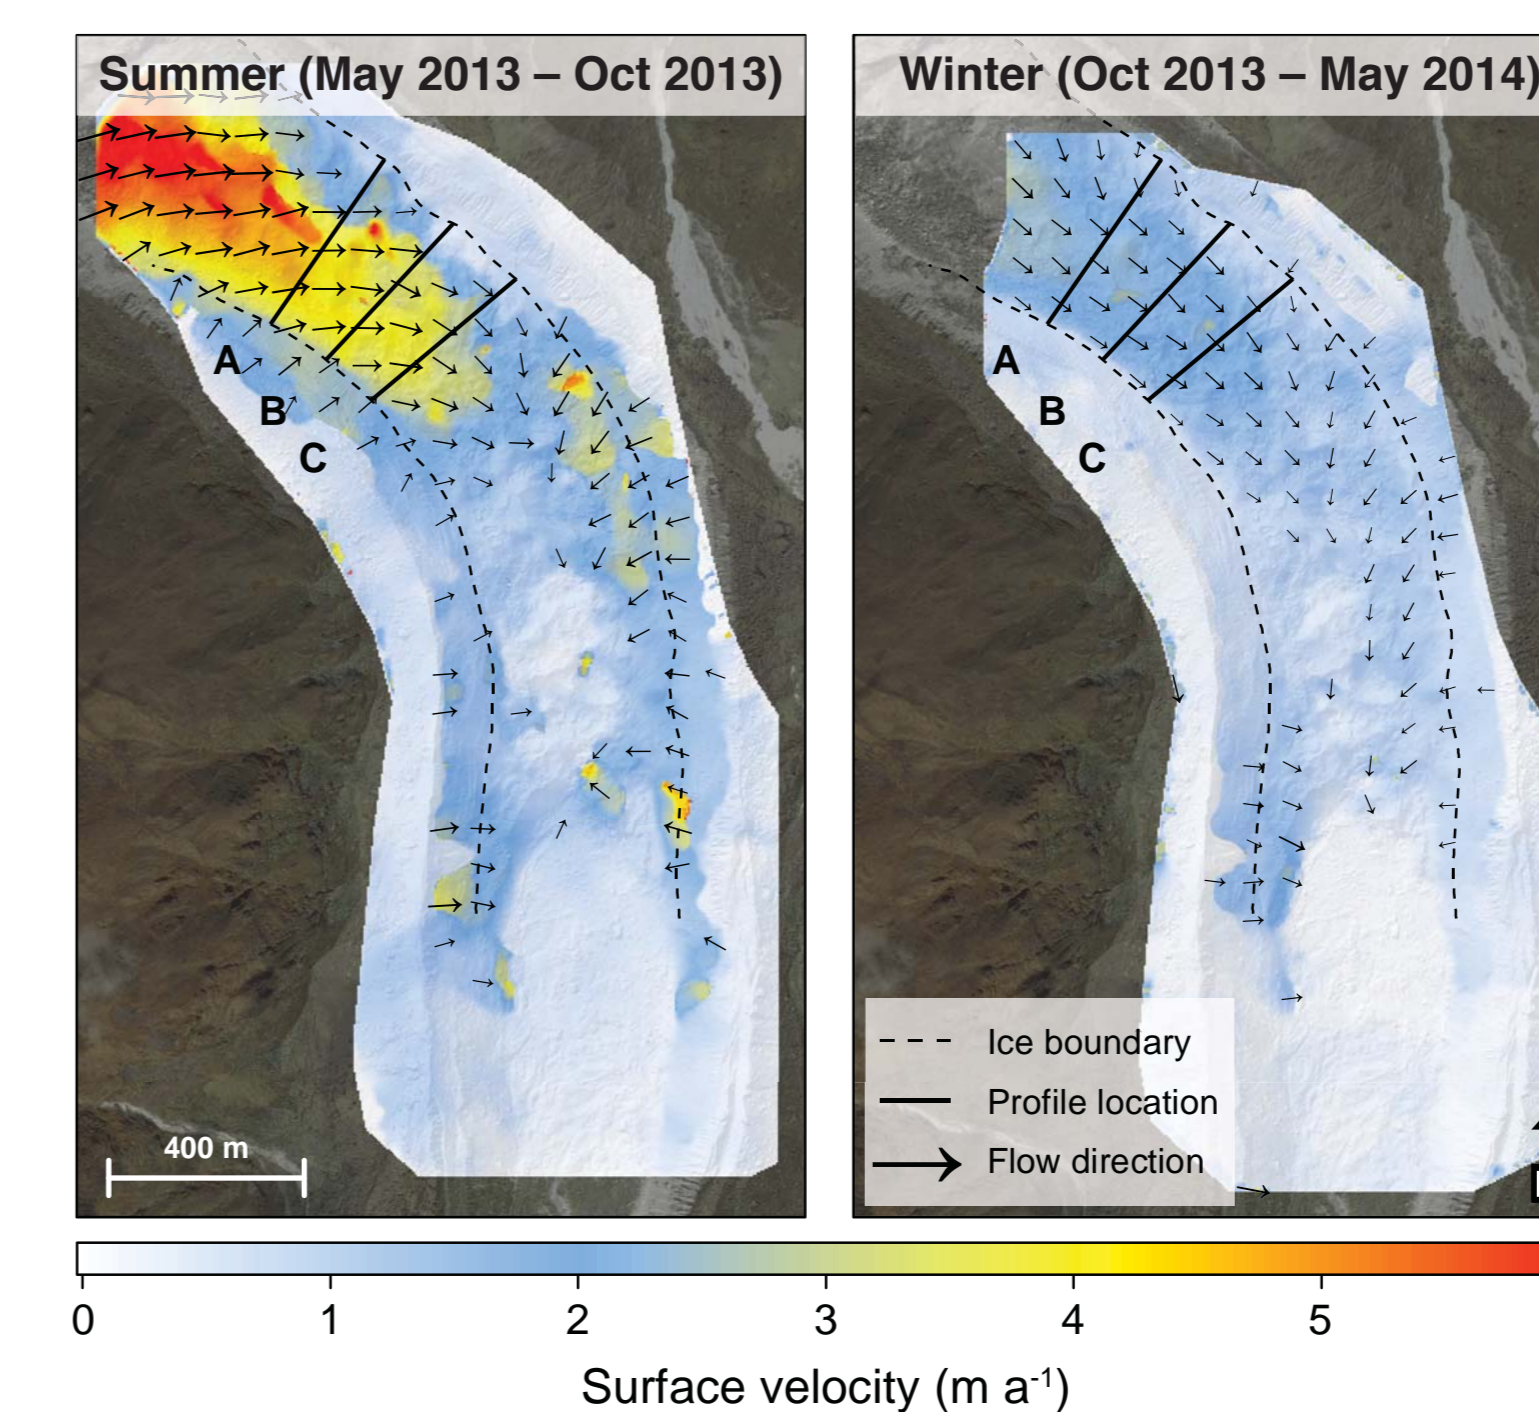 Summer (May 2013 – Oct 2013)
Winter (Oct 2013 – May 2014)
A
B
C
A
B
C
400 m
Ice boundary
Profile location
Flow direction
0 1 2 3 4 5
Surface velocity (m a⁻¹)